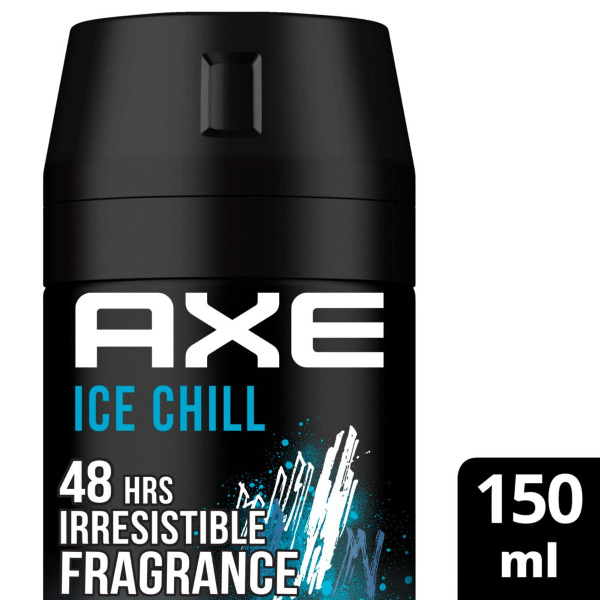 AXE
ICE CHILL
48 HRS
IRRESISTIBLE
FRAGRANCE
150
ml